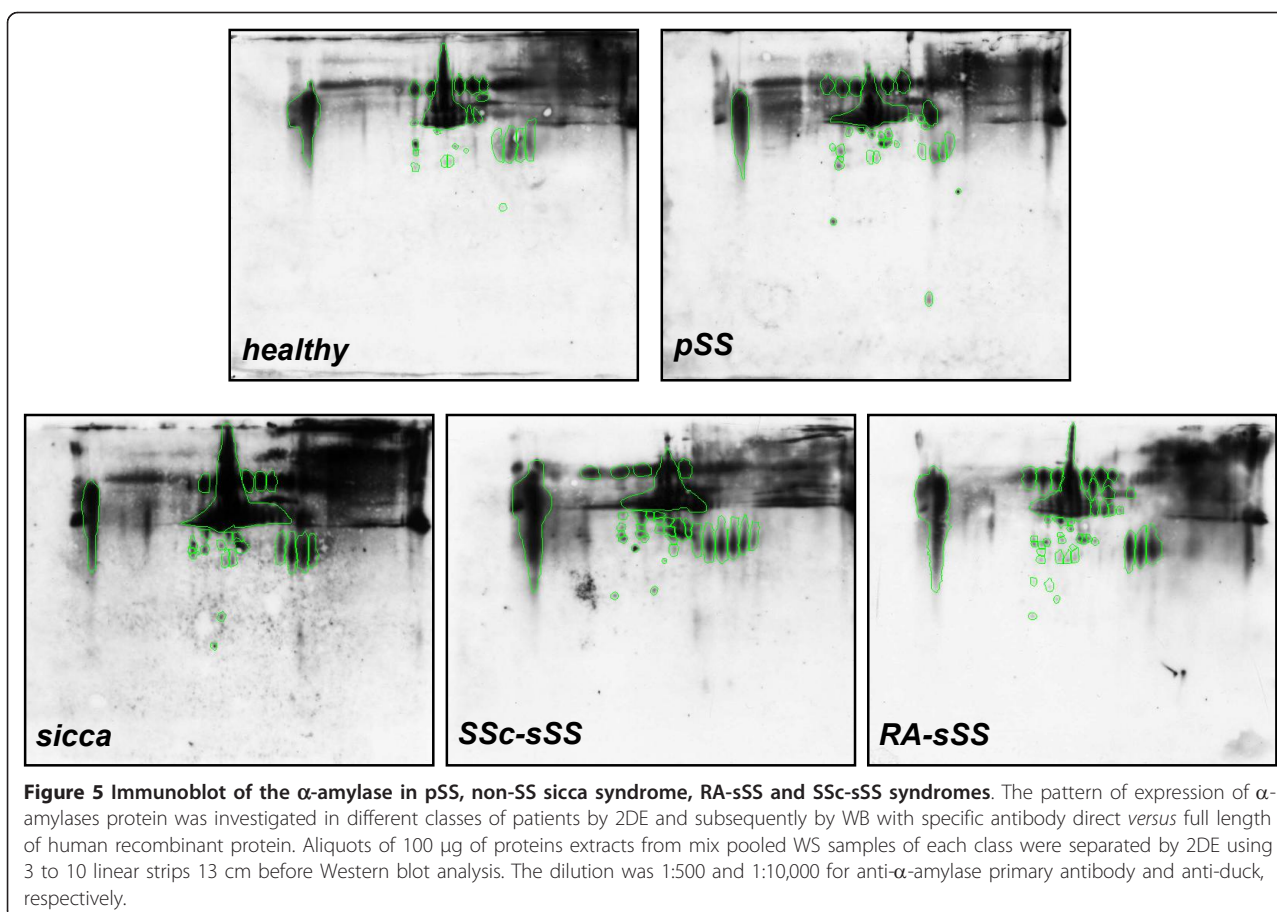 healthy
pSS
sicca
SSc-sSS
RA-sSS
Figure 5 Immunoblot of the α-amylase in pSS, non-SS sicca syndrome, RA-sSS and SSc-sSS syndromes. The pattern of expression of α-
amylases protein was investigated in different classes of patients by 2DE and subsequently by WB with specific antibody direct versus full length
of human recombinant protein. Aliquots of 100 μg of proteins extracts from mix pooled WS samples of each class were separated by 2DE using
3 to 10 linear strips 13 cm before Western blot analysis. The dilution was 1:500 and 1:10,000 for anti-α-amylase primary antibody and anti-duck,
respectively.